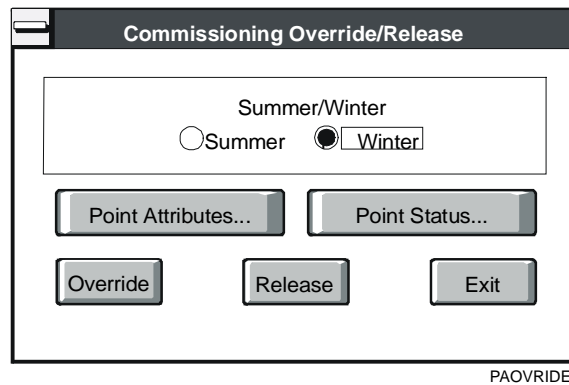 Commissioning Override/Release
Summer/Winter
Summer Winter
Point Attributes... Point Status...
Override Release Exit
PAOVRIDE